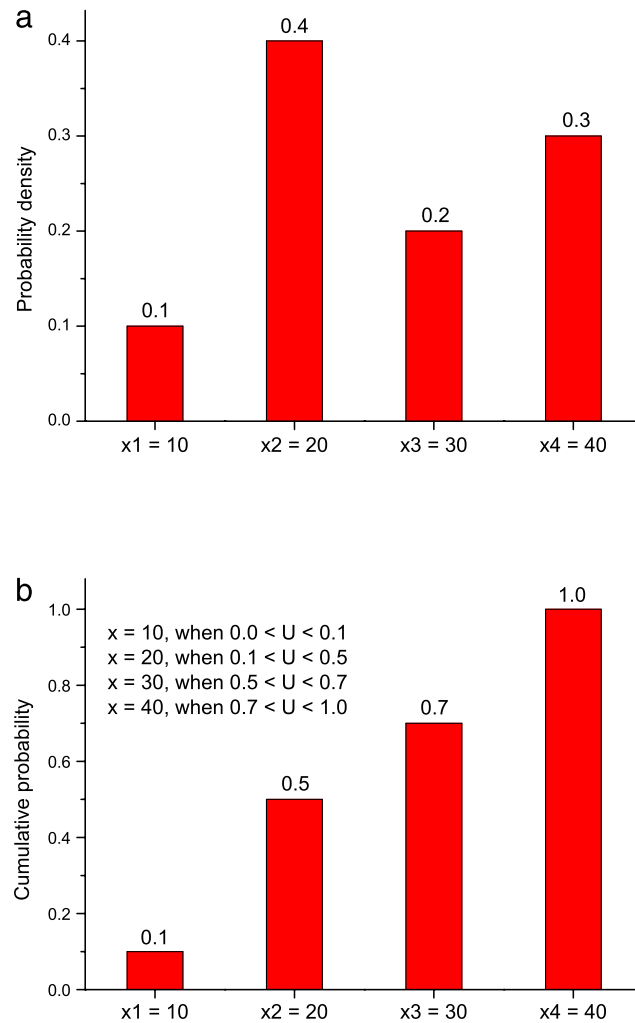 a
Probability density
0.4
0.3
0.2
0.1
0.0
0.1
0.4
0.2
0.3
x1 = 10
x2 = 20
x3 = 30
x4 = 40
b
Cumulative probability
1.0
0.8
0.6
0.4
0.2
0.0
x = 10, when 0.0 < U < 0.1
x = 20, when 0.1 < U < 0.5
x = 30, when 0.5 < U < 0.7
x = 40, when 0.7 < U < 1.0
0.1
0.5
0.7
1.0
x1 = 10
x2 = 20
x3 = 30
x4 = 40